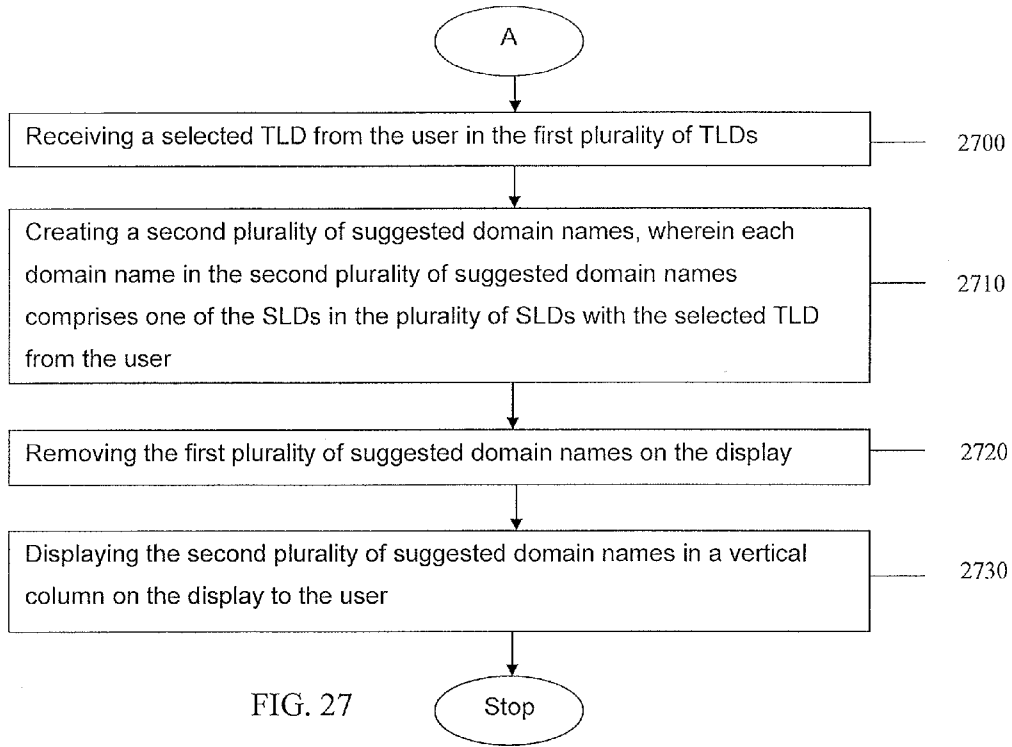 A
Receiving a selected TLD from the user in the first plurality of TLDs
2700
Creating a second plurality of suggested domain names, wherein each
domain name in the second plurality of suggested domain names
comprises one of the SLDs in the plurality of SLDs with the selected TLD
from the user
2710
Removing the first plurality of suggested domain names on the display
2720
Displaying the second plurality of suggested domain names in a vertical
column on the display to the user
2730
FIG. 27
Stop